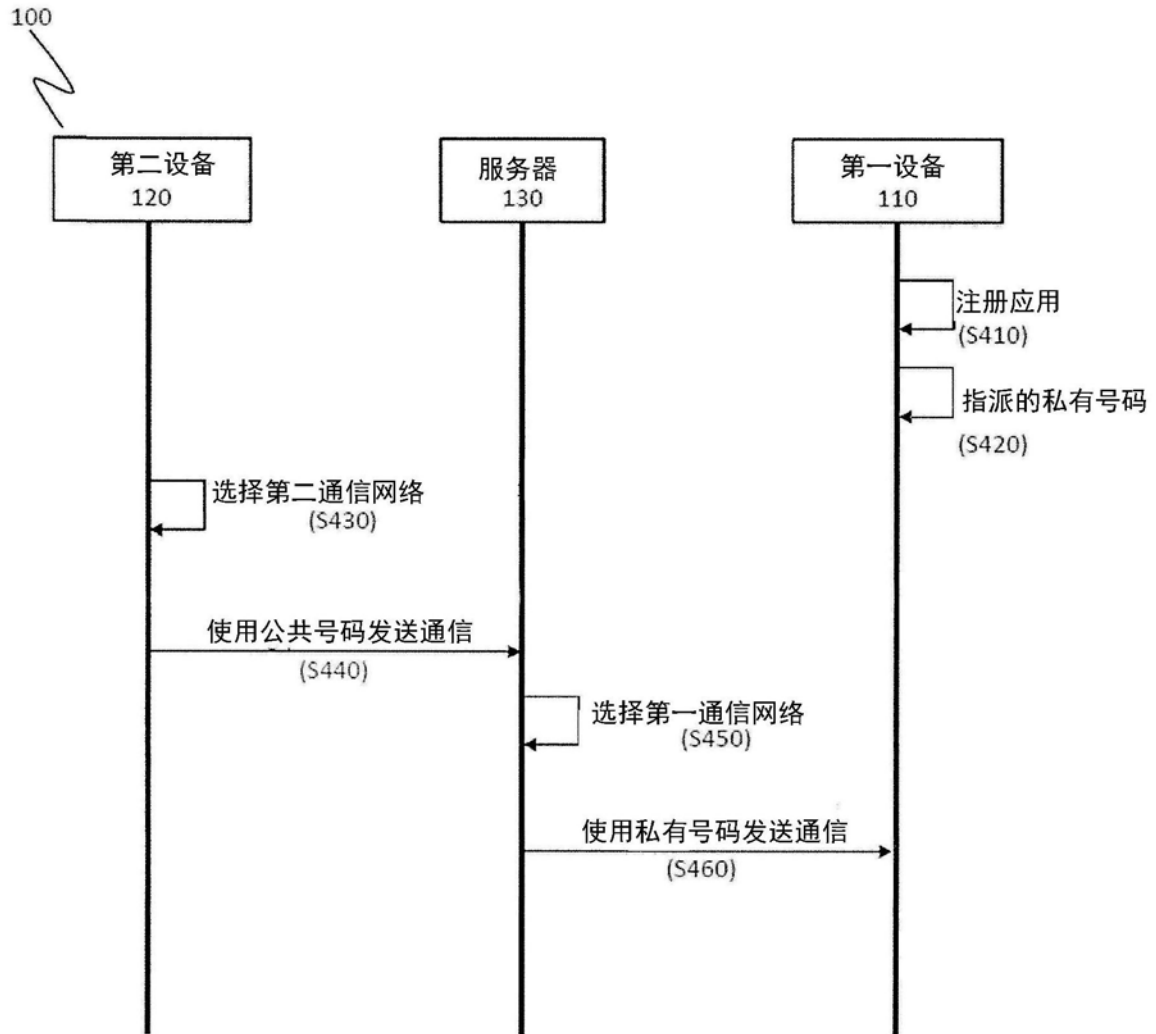 100
第二设备
120
服务器
130
第一设备
110
注册应用
(S410)
指派的私有号码
(S420)
选择第二通信网络
(S430)
使用公共号码发送通信
(S440)
选择第一通信网络
(S450)
使用私有号码发送通信
(S460)